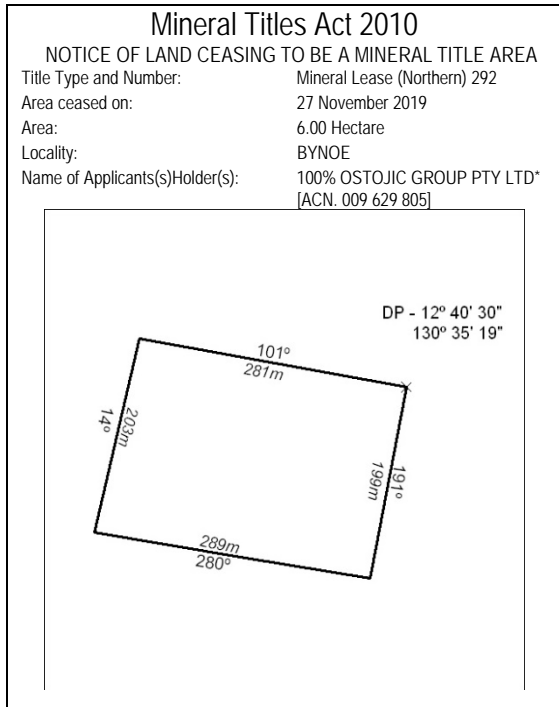 Mineral Titles Act 2010
NOTICE OF LAND CEASING TO BE A MINERAL TITLE AREA
Title Type and Number: Mineral Lease (Northern) 292
Area ceased on: 27 November 2019
Area: 6.00 Hectare
Locality: BYNOE
Name of Applicants(s)Holder(s): 100% OSTOJIC GROUP PTY LTD*
[ACN. 009 629 805]
DP - 12º 40' 30"
130º 35' 19"
101º
281m
14º
203m
199m
191º
289m
280º